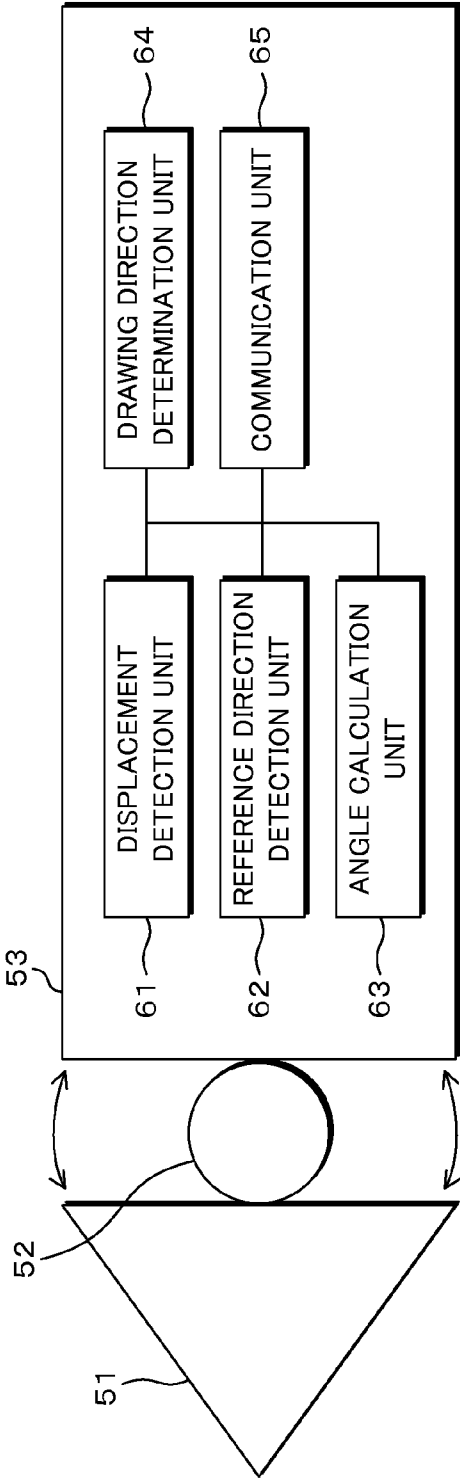 51
52
53
61
DISPLACEMENT
DETECTION UNIT
62
REFERENCE DIRECTION
DETECTION UNIT
63
ANGLE CALCULATION
UNIT
DRAWING DIRECTION
DETERMINATION UNIT
64
COMMUNICATION UNIT
65